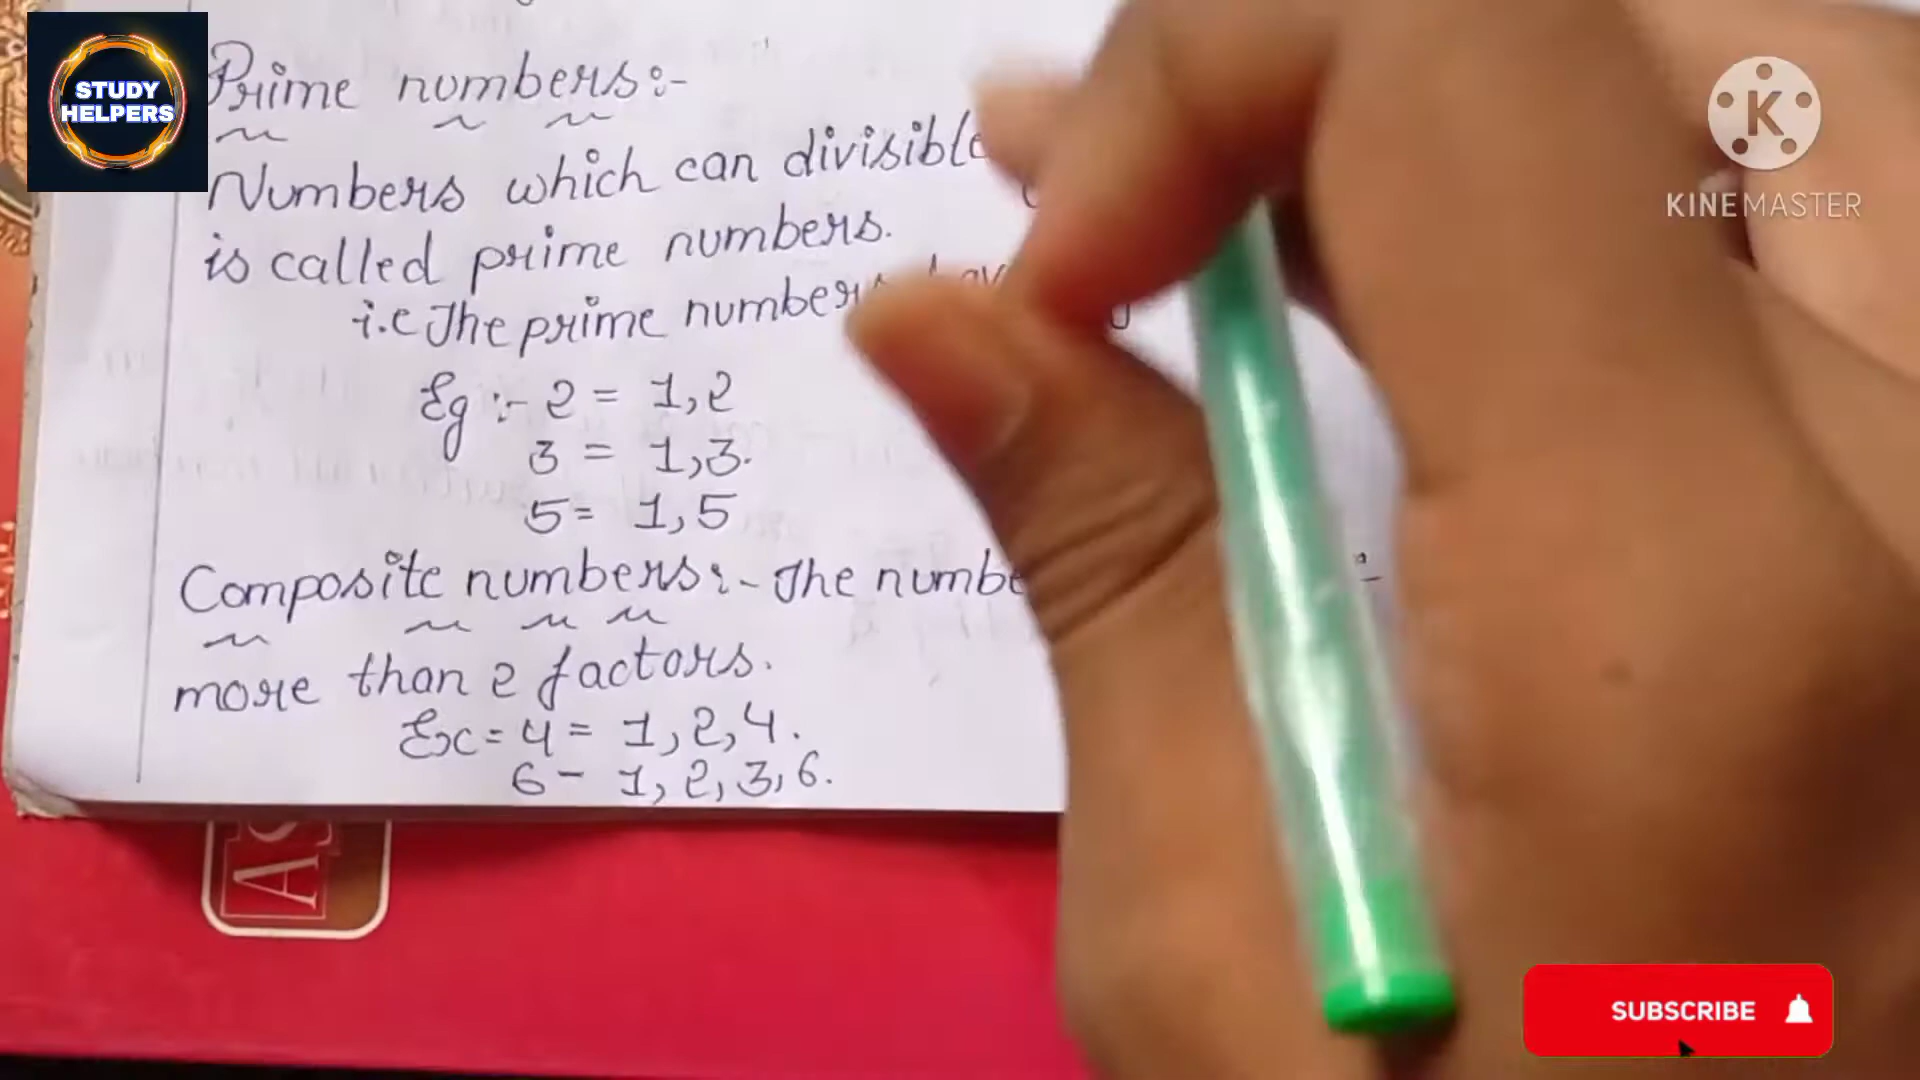 STUDY
HELPERS
Prime numbers:-
Numbers which can divisible
is called prime numbers.
i.e The prime numbers
Eg :- 2 = 1,2
3 = 1,3.
5 = 1,5
Composite numbers:- The
more than 2 factors.
Ex = 4 = 1,2,4.
6 - 1, 2, 3, 6.
AS
K
KINEMASTER
SUBSCRIBE